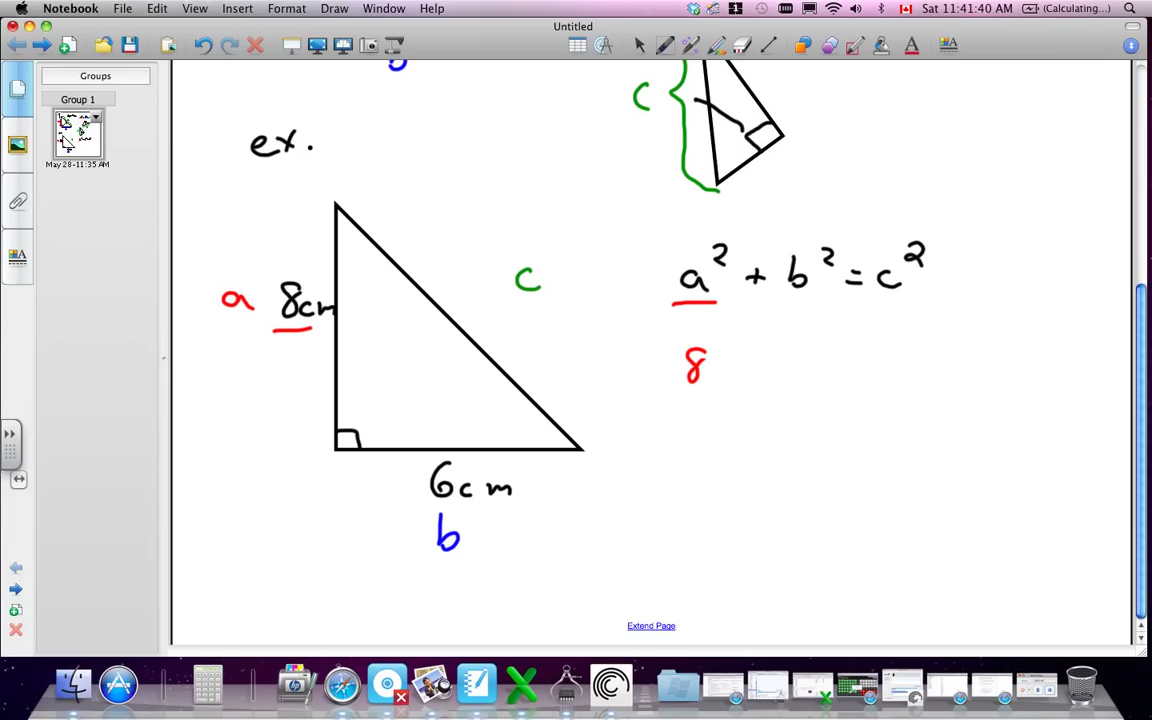 Notebook File Edit View Insert Format Draw Window Help 1 Sat 11:41:40 AM (Calculating...)
Untitled
Groups
Group 1
May 28-11:35 AM
b
c
ex.
a 8cm
c
a² + b² = c²
8
6cm
b
Extend Page